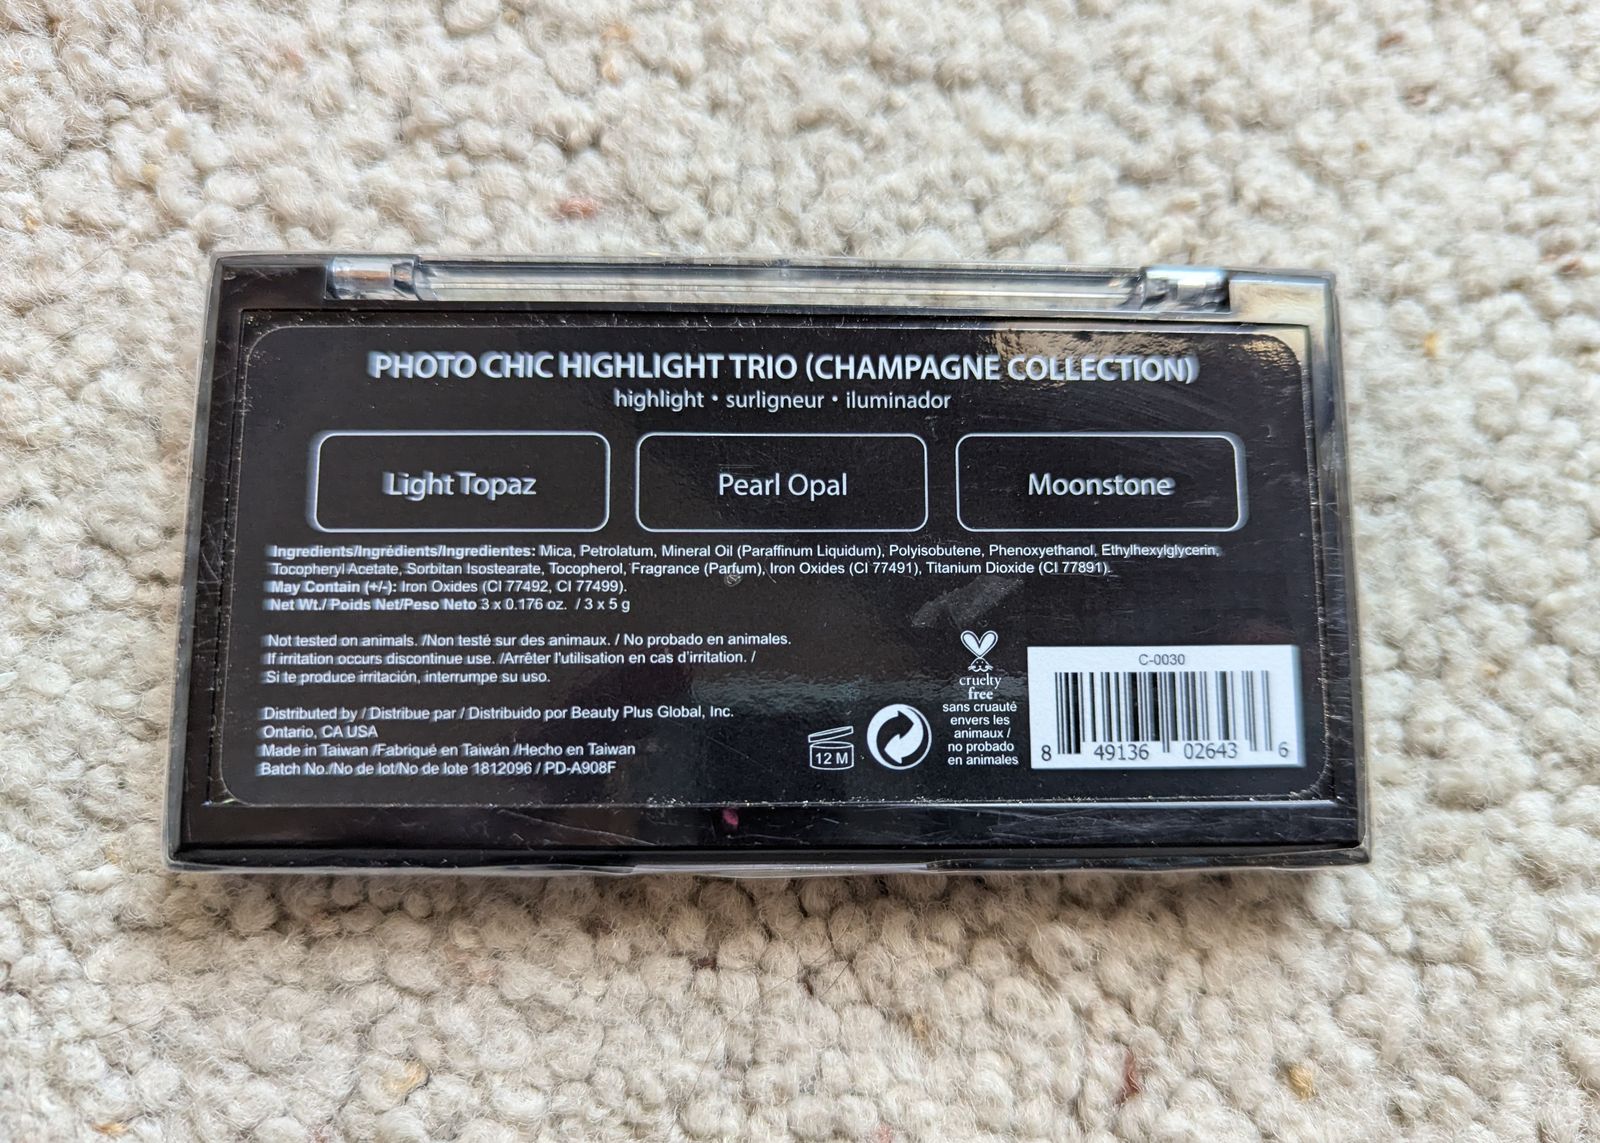 PHOTO CHIC HIGHLIGHT TRIO (CHAMPAGNE COLLECTION)
highlight • surligneur • iluminador
Light Topaz
Pearl Opal
Moonstone
Ingredients/Ingrédients/Ingredientes: Mica, Petrolatum, Mineral Oil (Paraffinum Liquidum), Polyisobutene, Phenoxyethanol, Ethylhexylglycerin,
Tocopheryl Acetate, Sorbitan Isostearate, Tocopherol, Fragrance (Parfum), Iron Oxides (CI 77491), Titanium Dioxide (CI 77891).
May Contain (+/-): Iron Oxides (CI 77492, CI 77499).
Net Wt./ Poids Net/Peso Neto 3 x 0.176 oz. / 3 x 5 g
Not tested on animals. /Non testé sur des animaux. / No probado en animales.
If irritation occurs discontinue use. /Arrêter l'utilisation en cas d'irritation. /
Si te produce irritación, interrumpe su uso.
Distributed by / Distribue par / Distribuido por Beauty Plus Global, Inc.
Ontario, CA USA
Made in Taiwan /Fabriqué en Taiwán /Hecho en Taiwan
Batch No./No de lot/No de lote 1812096 / PD-A908F
12 M
cruelty
free
sans cruauté
envers les
animaux /
no probado
en animales
C-0030
8 49136 02643 6